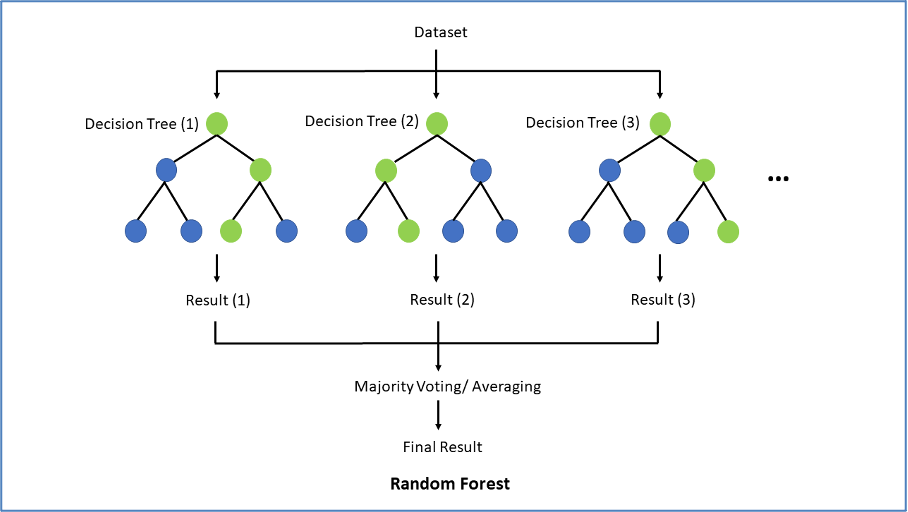 Dataset
Decision Tree (1)
Decision Tree (2)
Decision Tree (3)
...
Result (1)
Result (2)
Result (3)
Majority Voting/ Averaging
Final Result
Random Forest